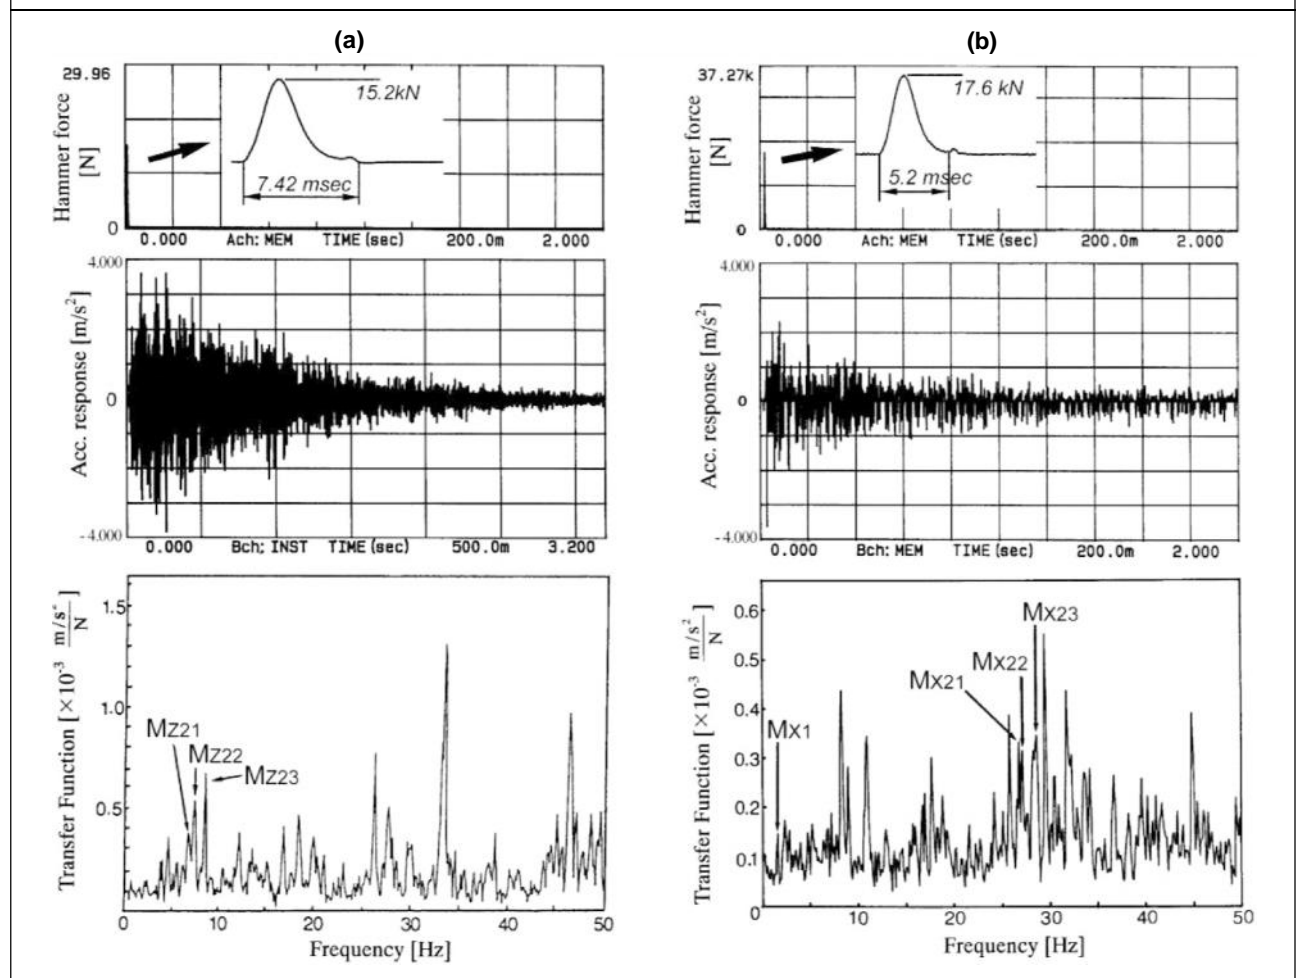 (a)
Hammer force
[N]
29.96
15.2kN
7.42 msec
0
0.000 Ach: MEM TIME (sec) 200.0m 2.000
Acc. response [m/s²]
4.000
0
-4.000
0.000 Bch; INST TIME (sec) 500.0m 3.200
Transfer Function [×10⁻³ m/s² / N]
1.5
1.0
0.5
MZ21
MZ22
MZ23
0 10 20 30 40 50
Frequency [Hz]
(b)
Hammer force
[N]
37.27k
17.6 kN
5.2 msec
0
0.000 Ach: MEM TIME (sec) 200.0m 2.000
Acc. response [m/s²]
4.000
0
-4.000
0.000 Bch: MEM TIME (sec) 200.0m 2.000
Transfer Function [×10⁻³ m/s² / N]
0.6
0.5
0.4
0.3
0.2
0.1
0
MX23
MX22
MX21
MX1
0 10 20 30 40 50
Frequency [Hz]